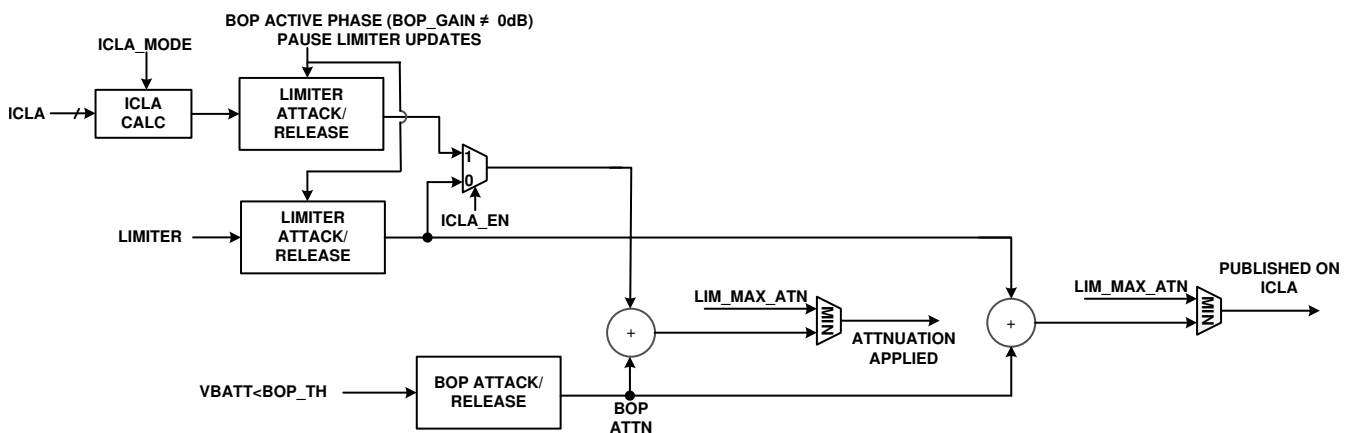 BOP ACTIVE PHASE (BOP_GAIN ≠ 0dB)
PAUSE LIMITER UPDATES
ICLA_MODE
ICLA
ICLA
CALC
LIMITER
ATTACK/
RELEASE
1
0
ICLA_EN
LIMITER
LIMITER
ATTACK/
RELEASE
LIM_MAX_ATN
+
MIN
ATTNUATION
APPLIED
LIM_MAX_ATN
+
MIN
PUBLISHED ON
ICLA
VBATT<BOP_TH
BOP ATTACK/
RELEASE
BOP
ATTN